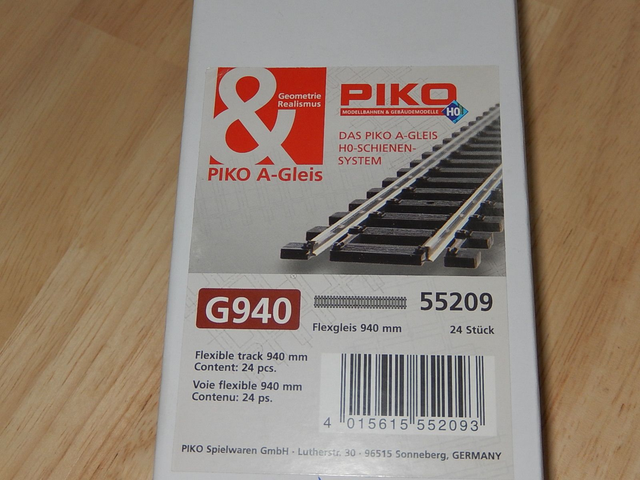 &
Geometrie
Realismus
PIKO A-Gleis
PIKO
MODELLBAHNEN & GEBÄUDEMODELLE
H0
DAS PIKO A-GLEIS
H0-SCHIENEN-
SYSTEM
G940
55209
Flexgleis 940 mm
24 Stück
Flexible track 940 mm
Content: 24 pcs.
Voie flexible 940 mm
Contenu: 24 ps.
4 015615 552093
PIKO Spielwaren GmbH - Lutherstr. 30 - 96515 Sonneberg, GERMANY